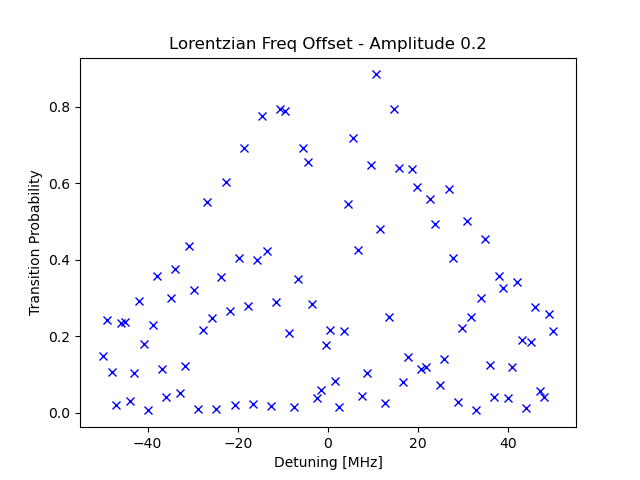 Lorentzian Freq Offset - Amplitude 0.2
Transition Probability
0.8
0.6
0.4
0.2
0.0
−40 −20 0 20 40
Detuning [MHz]